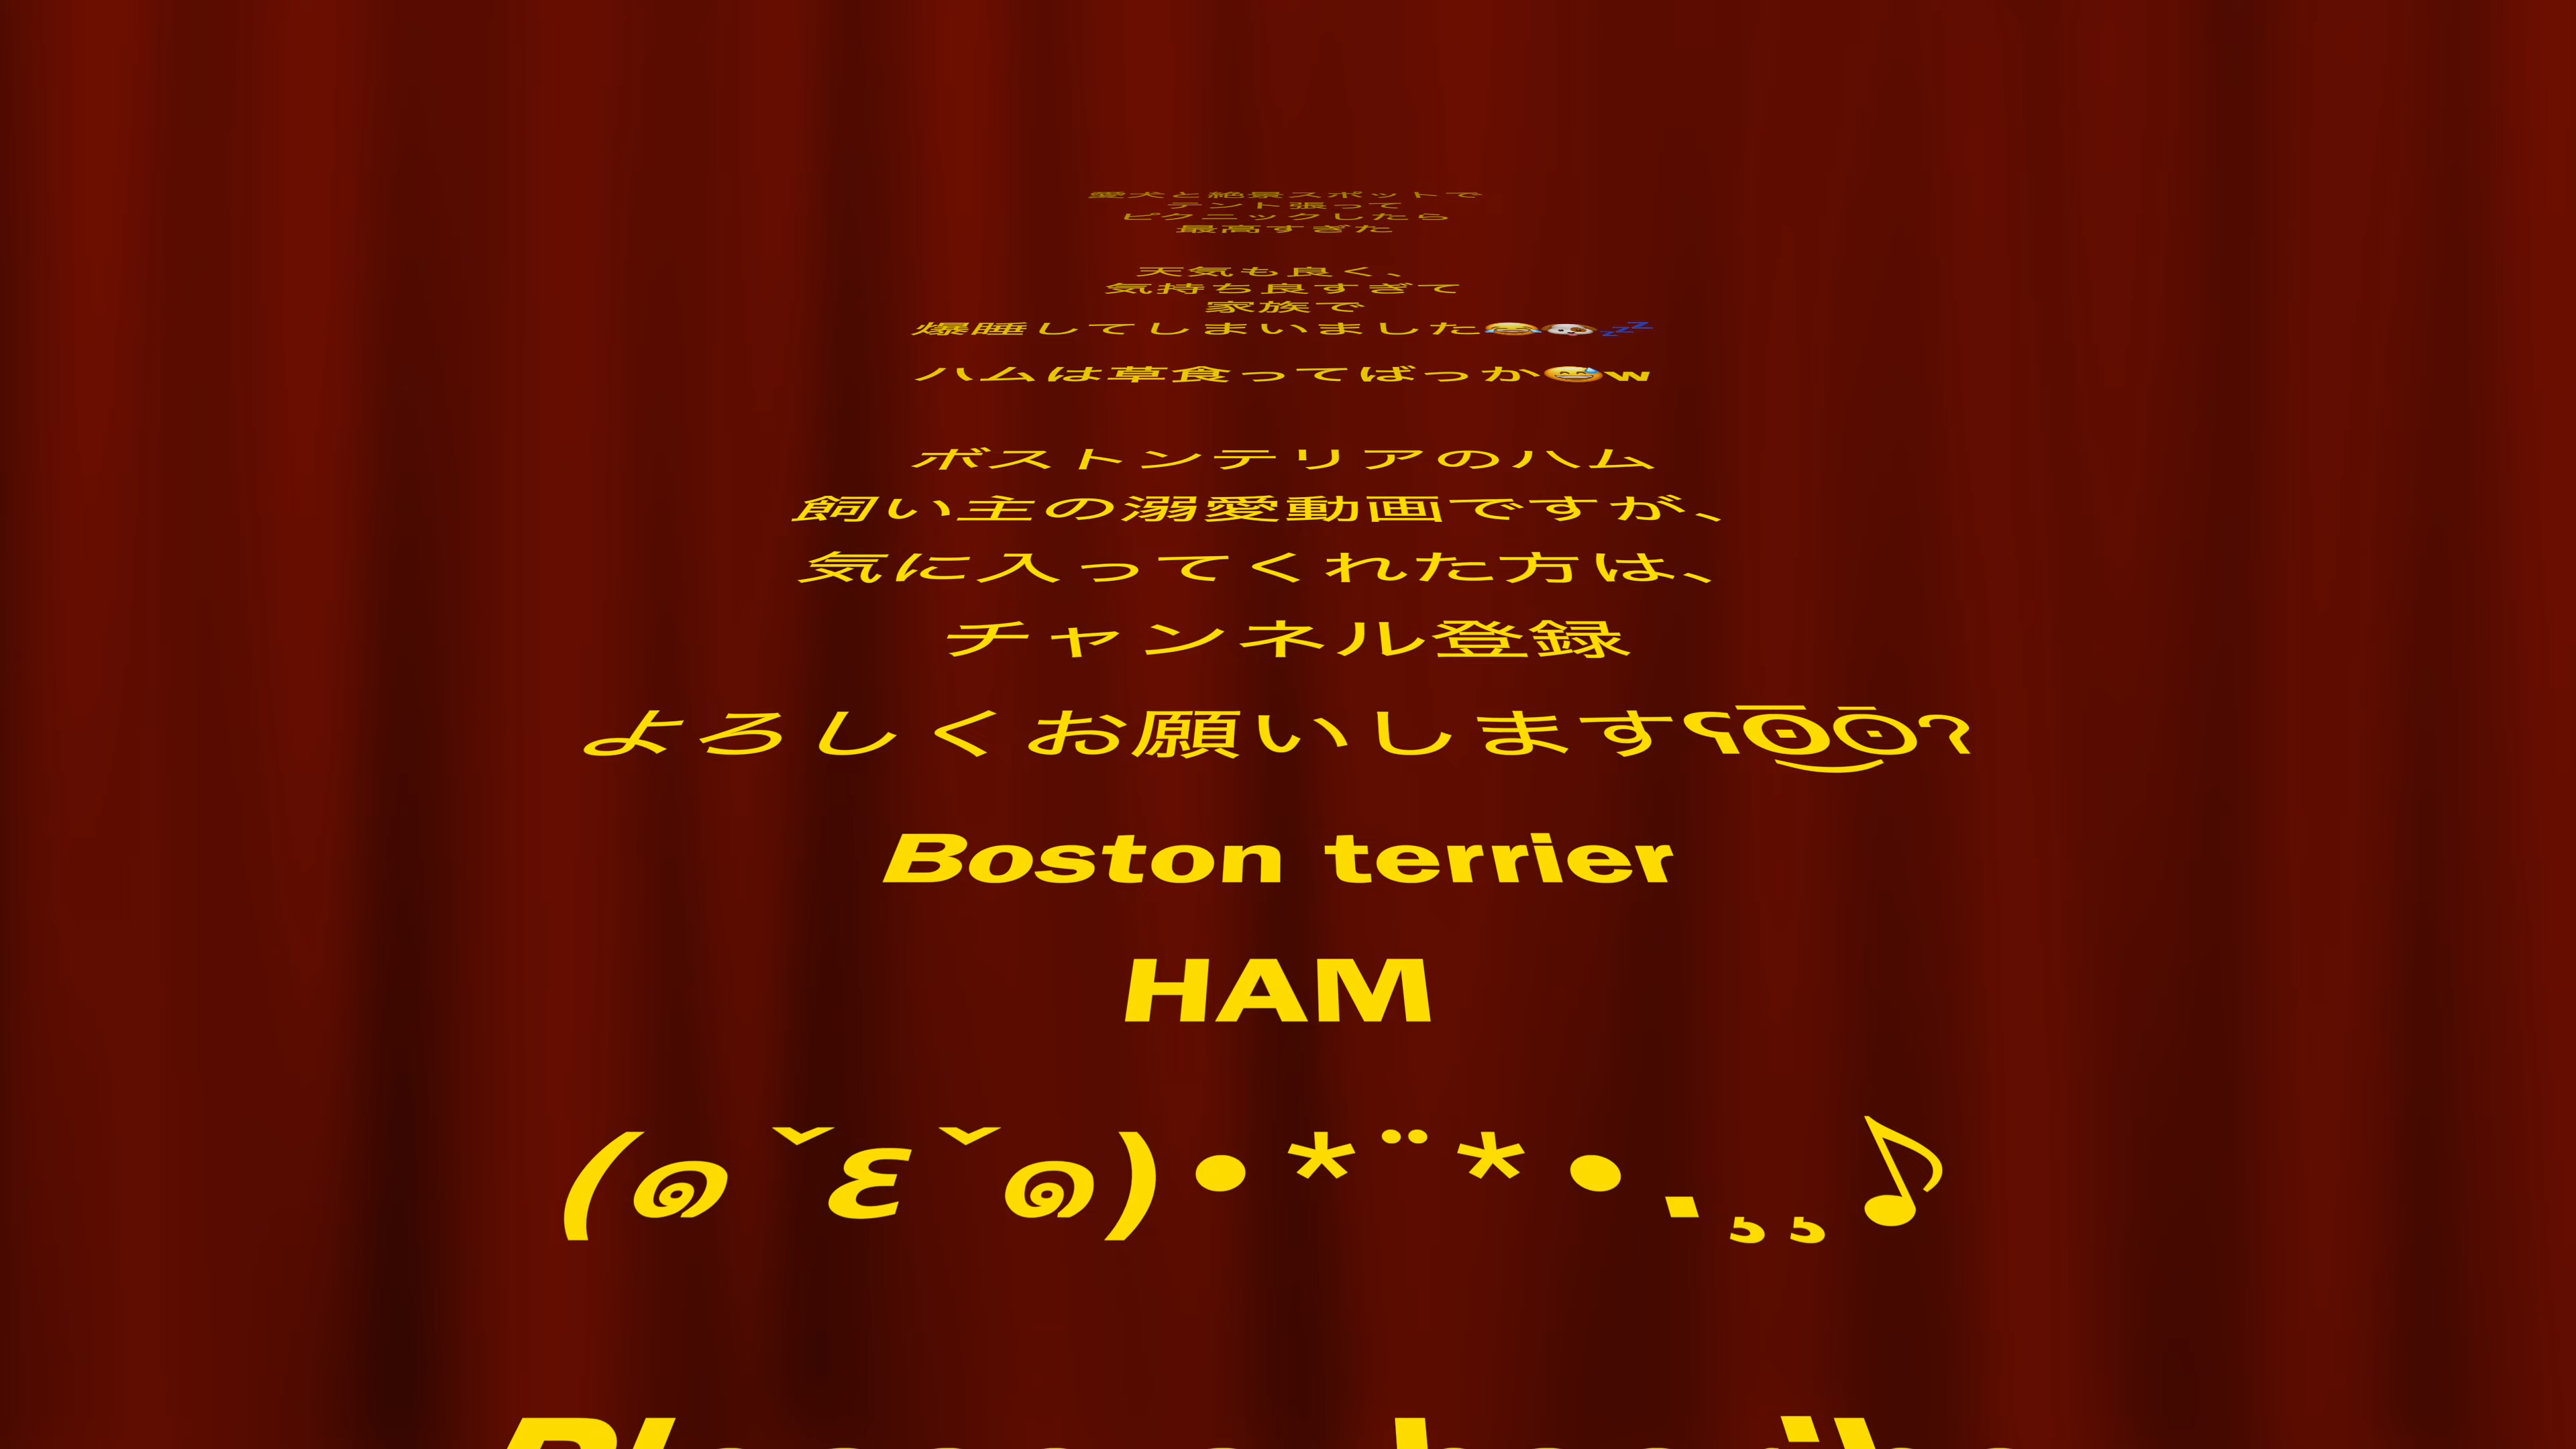 愛犬と絶景スポットで
テント張って
ピクニックしたら
最高すぎた
天気も良く、
気持ち良すぎて
家族で
爆睡してしまいました😂🐶💤
ハムは草食ってばっか😅w
ボストンテリアのハム
飼い主の溺愛動画ですが、
気に入ってくれた方は、
チャンネル登録
よろしくお願いしますʕ⁠ō͜͡ō⁠ʔ
Boston terrier
HAM
(๑˘ε˘๑)•*¨*•.¸¸♪